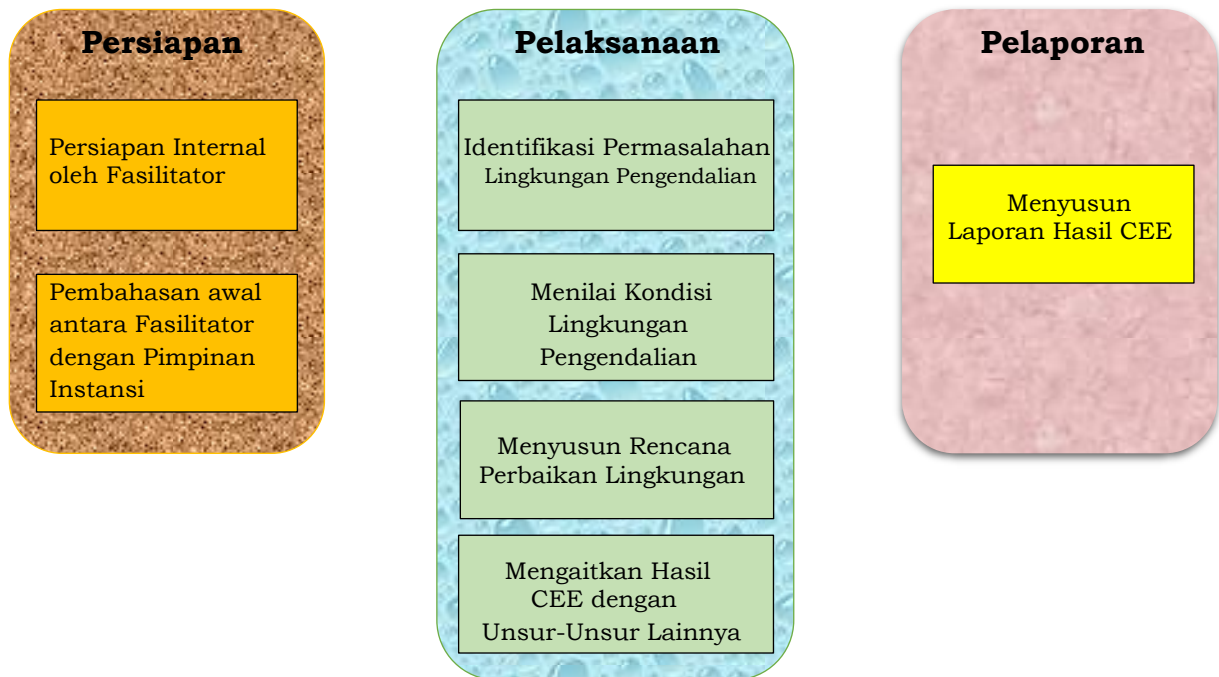 Persiapan
Persiapan Internal
oleh Fasilitator
Pembahasan awal
antara Fasilitator
dengan Pimpinan
Instansi
Pelaksanaan
Identifikasi Permasalahan
Lingkungan Pengendalian
Menilai Kondisi
Lingkungan
Pengendalian
Menyusun Rencana
Perbaikan Lingkungan
Mengaitkan Hasil
CEE dengan
Unsur-Unsur Lainnya
Pelaporan
Menyusun
Laporan Hasil CEE